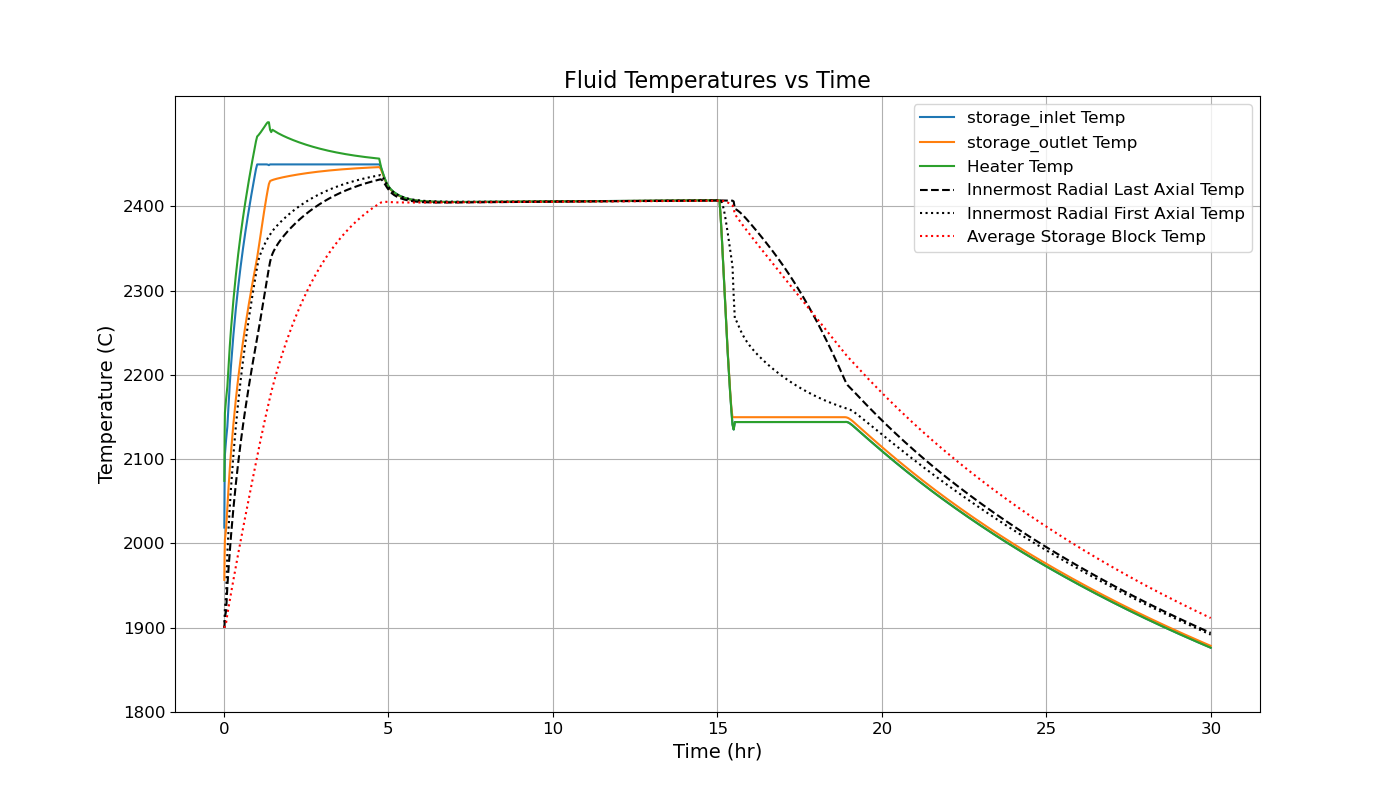 Fluid Temperatures vs Time
storage_inlet Temp
storage_outlet Temp
Heater Temp
Innermost Radial Last Axial Temp
Innermost Radial First Axial Temp
Average Storage Block Temp
Temperature (C)
2400
2300
2200
2100
2000
1900
1800
0 5 10 15 20 25 30
Time (hr)